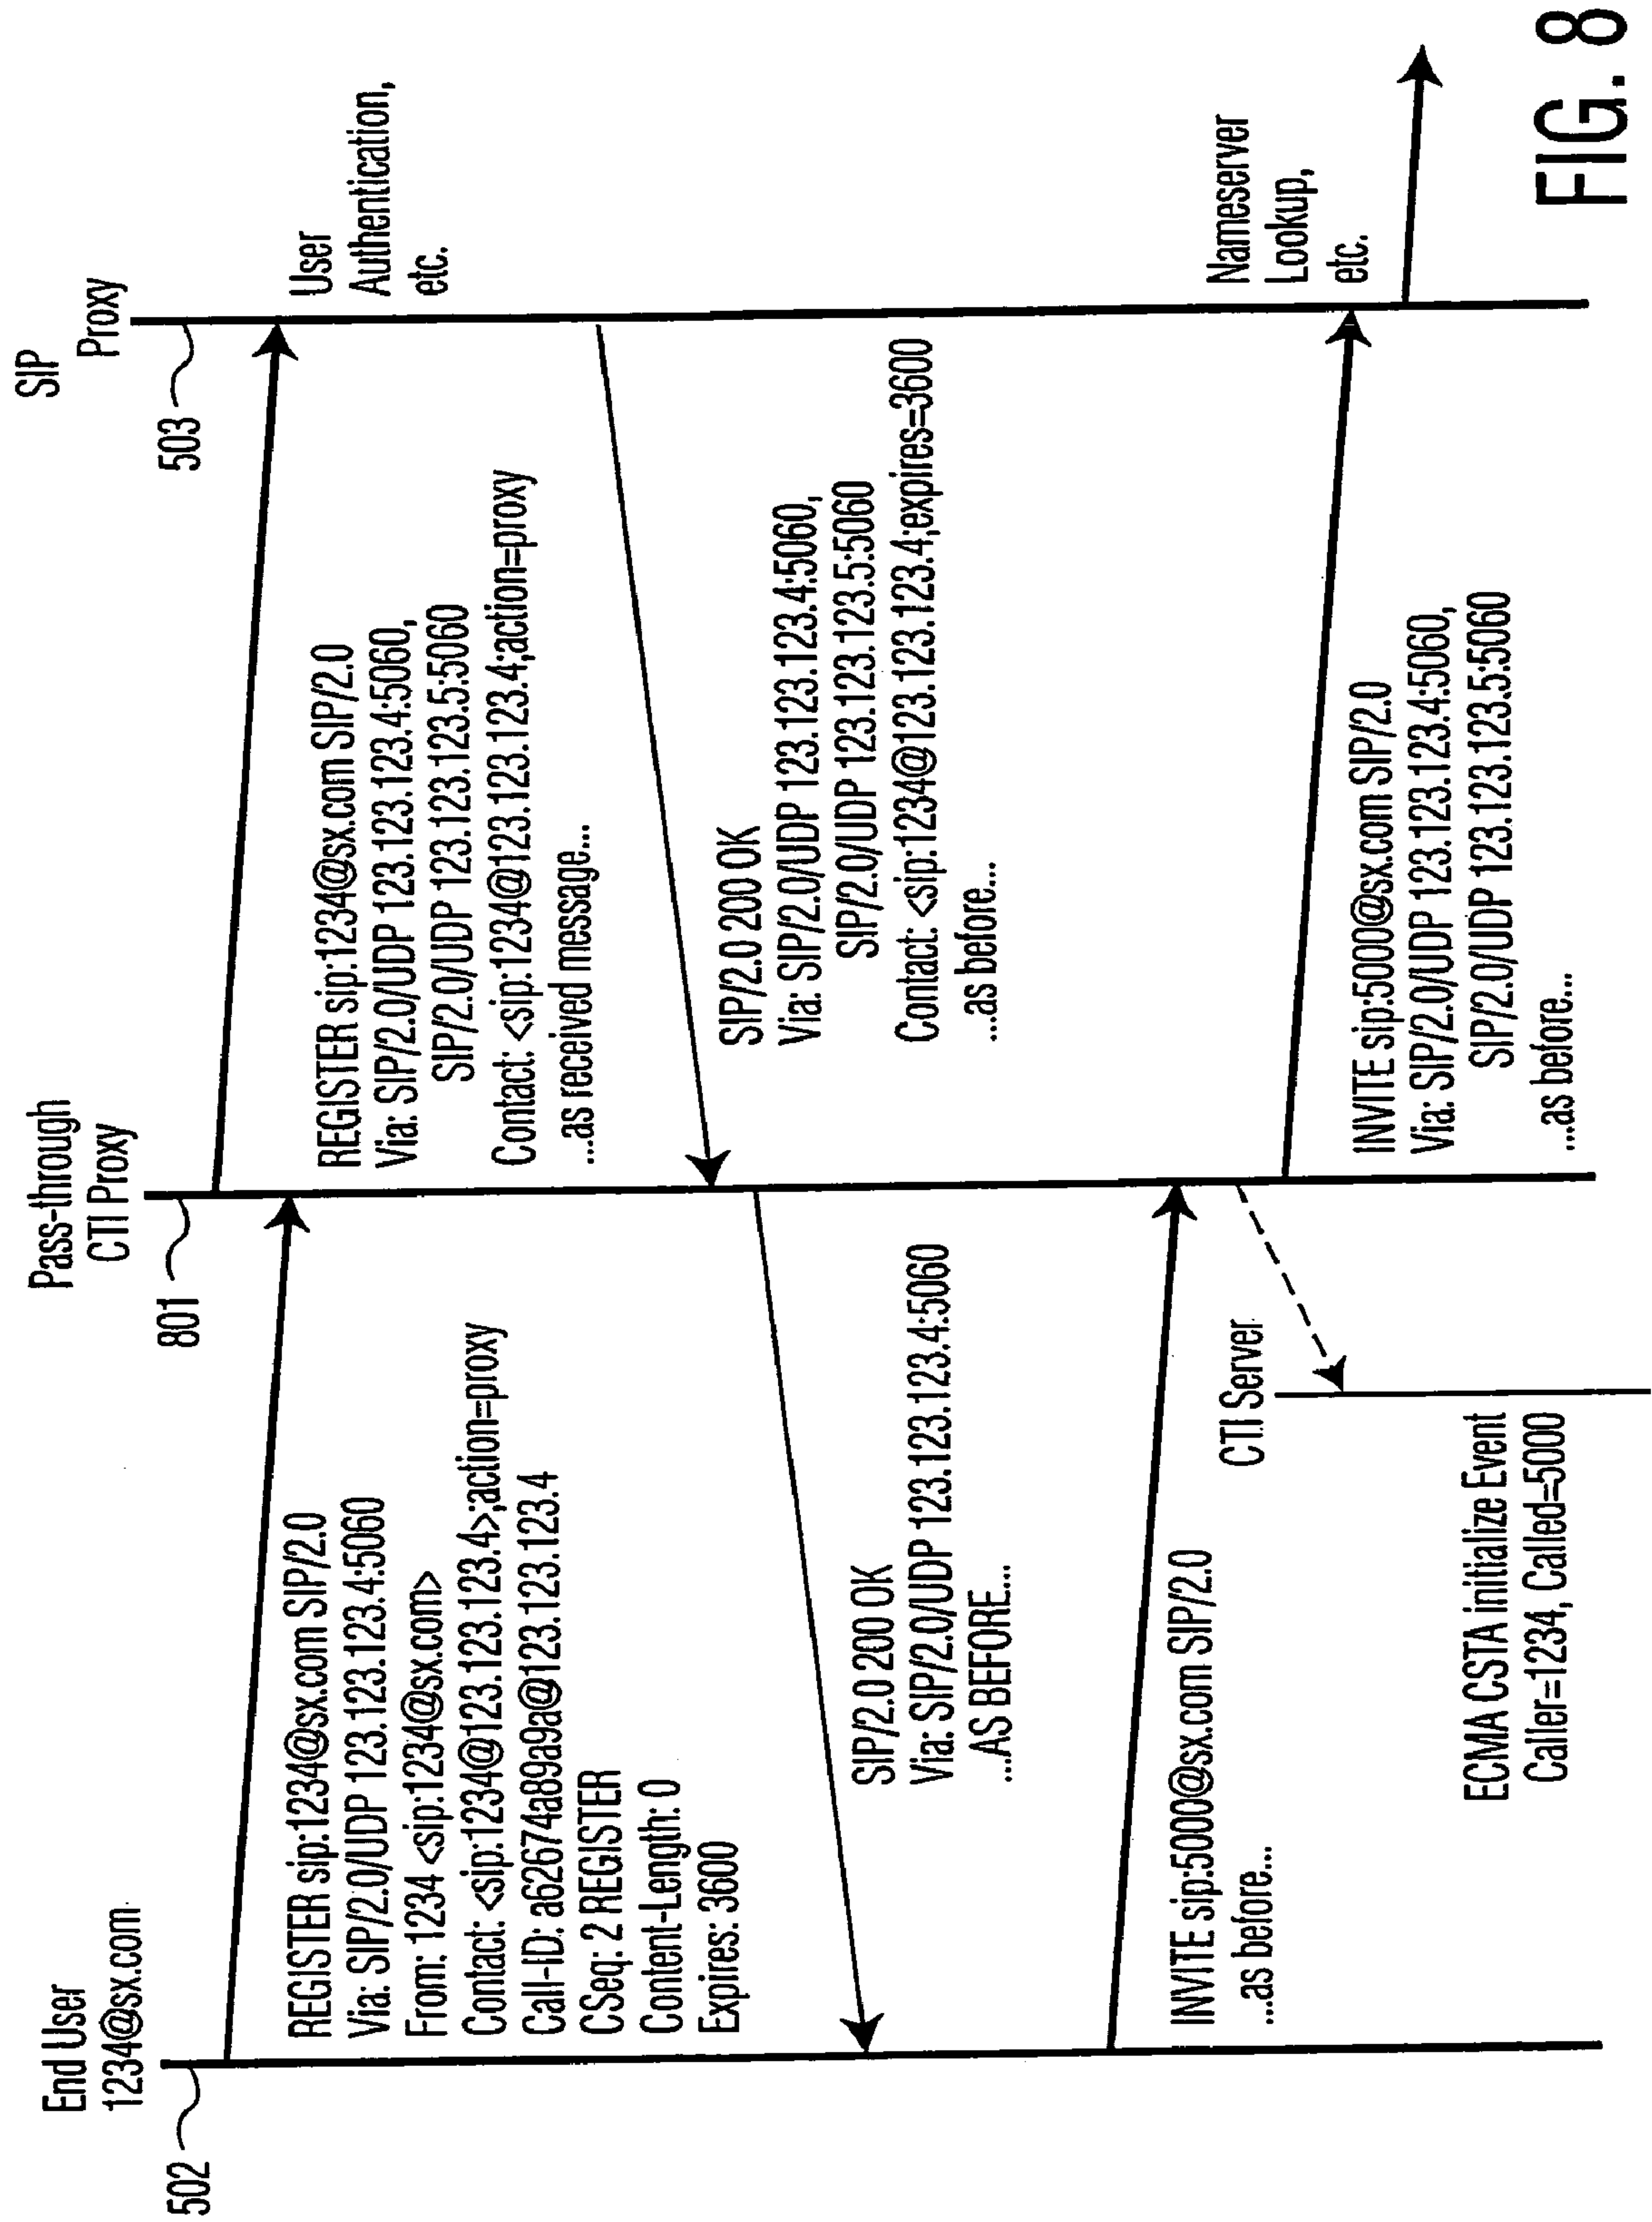 End User
1234@sx.com
502
Pass-through
CTI Proxy
801
SIP
Proxy
503
REGISTER sip:1234@sx.com SIP/2.0
Via: SIP/2.0/UDP 123.123.123.4:5060
From: 1234 <sip:1234@sx.com>
Contact: <sip:1234@123.123.123.4>;action=proxy
Call-ID: a62674a89a9a@123.123.123.4
CSeq: 2 REGISTER
Content-Length: 0
Expires: 3600
REGISTER sip:1234@sx.com SIP/2.0
Via: SIP/2.0/UDP 123.123.123.4:5060,
SIP/2.0/UDP 123.123.123.5:5060
Contact: <sip:1234@123.123.123.4;action=proxy
...as received message...
User
Authentication,
etc.
SIP/2.0 200 OK
Via: SIP/2.0/UDP 123.123.123.4:5060,
SIP/2.0/UDP 123.123.123.5:5060
Contact: <sip:1234@123.123.123.4;expires=3600
...as before...
SIP/2.0 200 OK
Via: SIP/2.0/UDP 123.123.123.4:5060
...AS BEFORE...
INVITE sip:5000@sx.com SIP/2.0
...as before...
CTI Server
ECMA CSTA initialize Event
Caller=1234, Called=5000
INVITE sip:5000@sx.com SIP/2.0
Via: SIP/2.0/UDP 123.123.123.4:5060,
SIP/2.0/UDP 123.123.123.5:5060
...as before...
Nameserver
Lookup,
etc.
FIG. 8